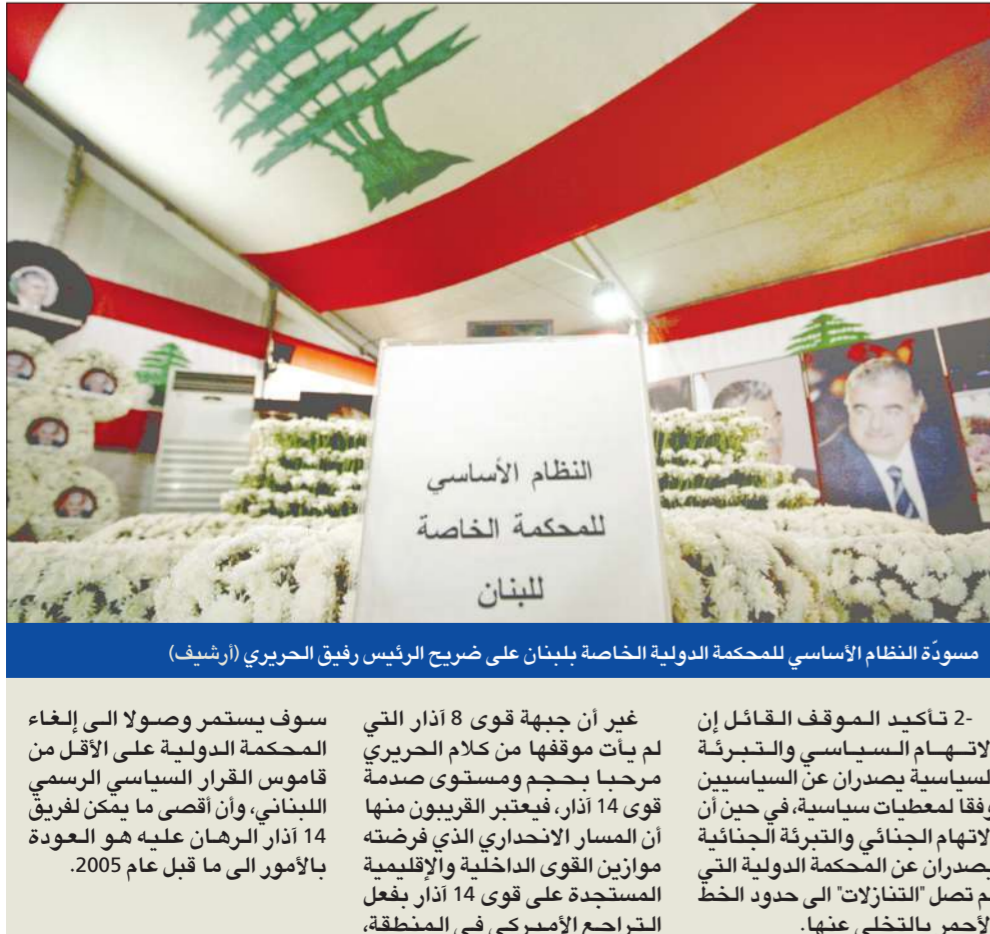 النظام الأساسي
للمحكمة الخاصة
للبنان
مسودّة النظام الأساسي للمحكمة الدولية الخاصة بلبنان على ضريح الرئيس رفيق الحريري (أرشيف)
-2 تأكيد الموقف القائل إن
لاتهام السياسي والتبرئة
لسياسية يصدران عن السياسيين
وفقا لمعطيات سياسية، في حين أن
لاتهام الجنائي والتبرئة الجنائية
يصدران عن المحكمة الدولية التي
م تصل "التنازلات" الى حدود الخط
لأحمر بالتخلي عنها.
غير أن جبهة قوى 8 آذار التي
لم يأت موقفها من كلام الحريري
مرحبا بحجم ومستوى صدمة
قوى 14 آذار، فيعتبر القريبون منها
أن المسار الانحداري الذي فرضته
موازين القوى الداخلية والإقليمية
المستجدة على قوى 14 آذار بفعل
التراجع الأميركي في المنطقة،
سوف يستمر وصولا الى إلغاء
المحكمة الدولية على الأقل من
قاموس القرار السياسي الرسمي
اللبناني، وأن أقصى ما يمكن لفريق
14 آذار الرهان عليه هو العودة
بالأمور الى ما قبل عام 2005.